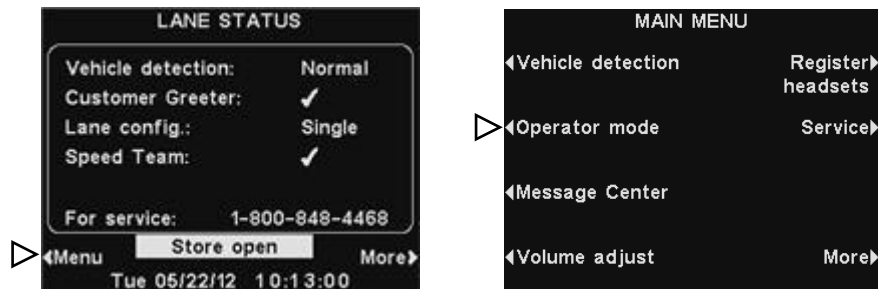 LANE STATUS
Vehicle detection: Normal
Customer Greeter: ✓
Lane config.: Single
Speed Team: ✓
For service: 1-800-848-4468
Store open
Menu More
Tue 05/22/12 10:13:00
MAIN MENU
Vehicle detection Register
headsets
Operator mode Service
Message Center
Volume adjust More